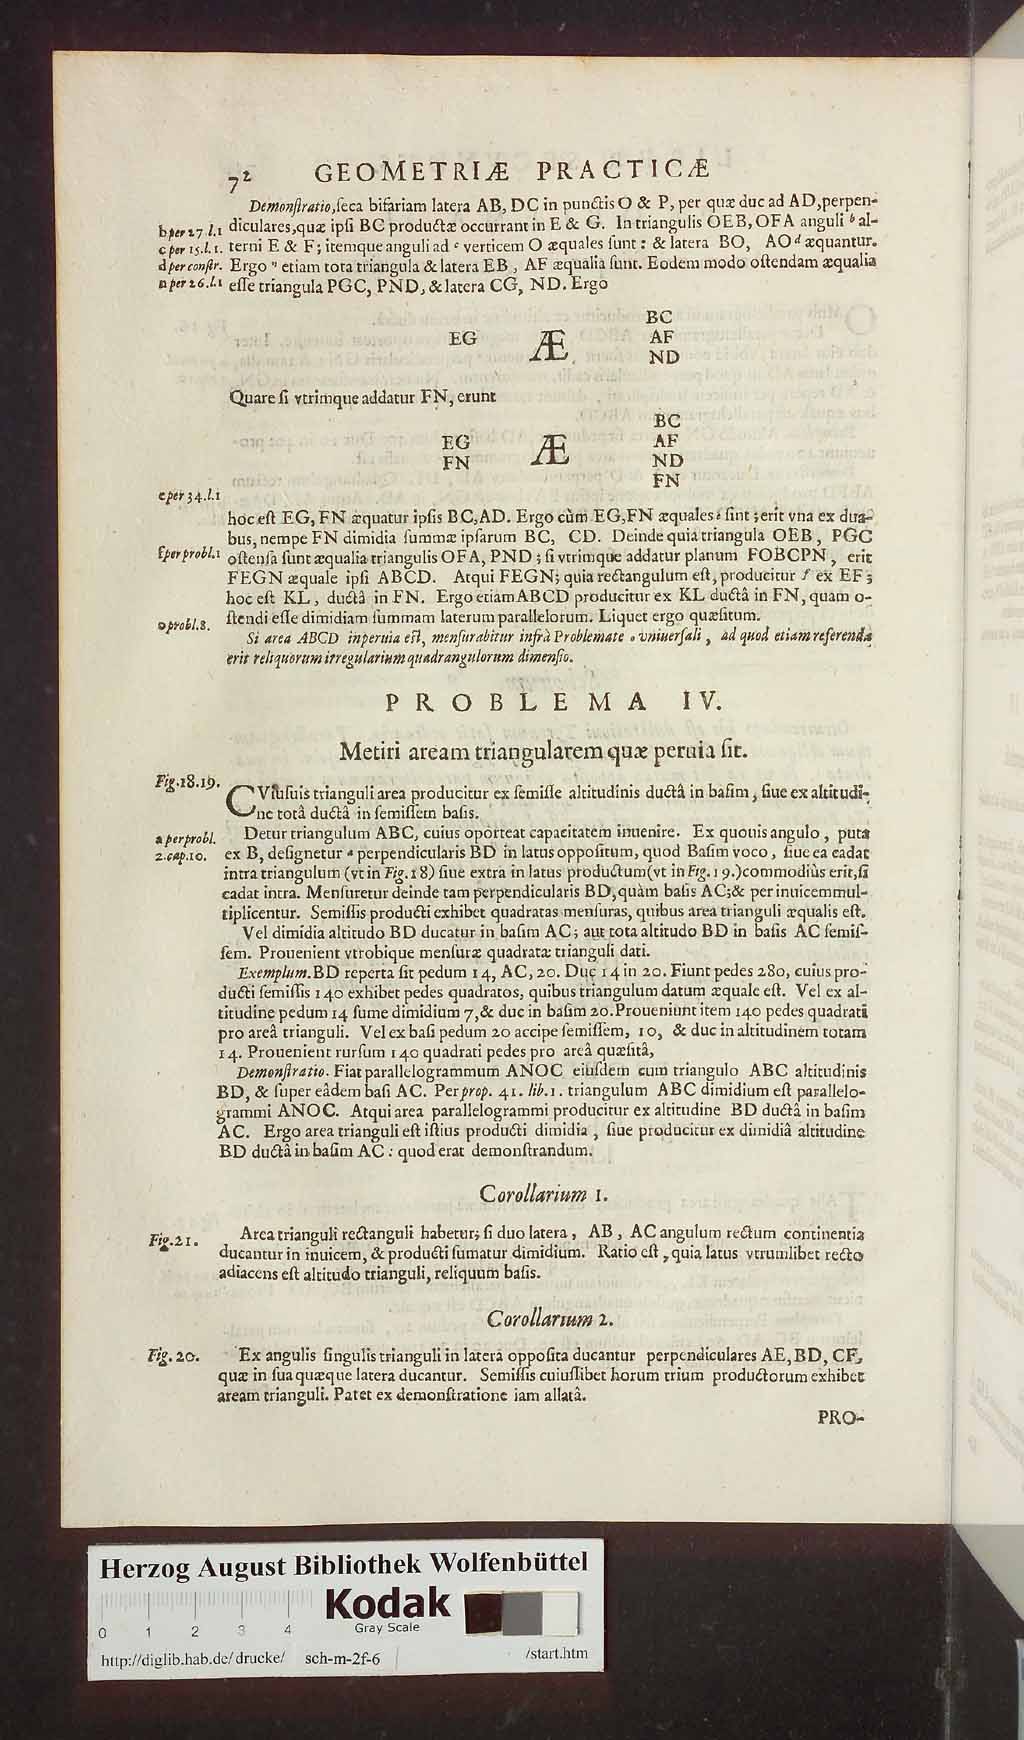 72 GEOMETRIÆ PRACTICÆ
Demonſtratio, ſeca bifariam latera AB, DC in punctis O & P, per quæ duc ad AD, perpen-
b per 27. l.1 diculares, quæ ipſi BC productæ occurrant in E & G. In triangulis OEB, OFA anguli b al-
c per 15. l.1. terni E & F; itemque anguli ad c verticem O æquales ſunt: & latera BO, AO d æquantur.
d per conſtr. Ergo n etiam tota triangula & latera EB, AF æqualia ſunt. Eodem modo oſtendam æqualia
n per 26. l.1 eſſe triangula PGC, PND, & latera CG, ND. Ergo
BC
EG Æ AF
ND
Quare ſi vtrimque addatur FN, erunt
BC
EG Æ AF
FN ND
FN
e per 34. l.1
hoc eſt EG, FN æquatur ipſis BC, AD. Ergo cùm EG, FN æquales e ſint; erit vna ex dua-
bus, nempe FN dimidia ſummæ ipſarum BC, CD. Deinde quia triangula OEB, PGC
f per probl.1 oſtenſa ſunt æqualia triangulis OFA, PND; ſi vtrimque addatur planum FOBCPN, erit
FEGN æquale ipſi ABCD. Atqui FEGN; quia rectangulum eſt, producitur f ex EF;
hoc eſt KL, ductâ in FN. Ergo etiam ABCD producitur ex KL ductâ in FN, quam o-
ſtendi eſſe dimidiam ſummam laterum parallelorum. Liquet ergo quæſitum.
o probl.8. Si area ABCD inperuia eſt, menſurabitur infrà Problemate o vniuerſali, ad quod etiam referenda
erit reliquorum irregularium quadrangulorum dimenſio.
PROBLEMA IV.
Metiri aream triangularem quæ peruia ſit.
Fig.18.19. CViuſuis trianguli area producitur ex ſemiſſe altitudinis ductâ in baſim, ſiue ex altitudi-
ne totâ ductâ in ſemiſſem baſis.
a per probl. Detur triangulum ABC, cuius oporteat capacitatem inuenire. Ex quouis angulo, puta
2. cap.10. ex B, deſignetur a perpendicularis BD in latus oppoſitum, quod Baſim voco, ſiue ea cadat
intra triangulum (vt in Fig.18) ſiue extra in latus productum (vt in Fig.19.) commodiùs erit, ſi
cadat intra. Menſuretur deinde tam perpendicularis BD, quàm baſis AC; & per inuicem mul-
tiplicentur. Semiſſis producti exhibet quadratas menſuras, quibus area trianguli æqualis eſt.
Vel dimidia altitudo BD ducatur in baſim AC; aut tota altitudo BD in baſis AC ſemiſ-
ſem. Prouenient vtrobique menſuræ quadratæ trianguli dati.
Exemplum. BD reperta ſit pedum 14, AC, 20. Duc 14 in 20. Fiunt pedes 280, cuius pro-
ducti ſemiſſis 140 exhibet pedes quadratos, quibus triangulum datum æquale eſt. Vel ex al-
titudine pedum 14 ſume dimidium 7, & duc in baſim 20. Proueniunt item 140 pedes quadrati
pro areâ trianguli. Vel ex baſi pedum 20 accipe ſemiſſem, 10, & duc in altitudinem totam
14. Prouenient rurſum 140 quadrati pedes pro areâ quæſitâ,
Demonſtratio. Fiat parallelogrammum ANOC eiuſdem cum triangulo ABC altitudinis
BD, & ſuper eâdem baſi AC. Per prop. 41. lib.1. triangulum ABC dimidium eſt parallelo-
grammi ANOC. Atqui area parallelogrammi producitur ex altitudine BD ductâ in baſim
AC. Ergo area trianguli eſt iſtius producti dimidia, ſiue producitur ex dimidiâ altitudine
BD ductâ in baſim AC: quod erat demonſtrandum.
Corollarium 1.
Fig.21. Area trianguli rectanguli habetur; ſi duo latera, AB, AC angulum rectum continentia
ducantur in inuicem, & producti ſumatur dimidium. Ratio eſt, quia latus vtrumlibet recto
adiacens eſt altitudo trianguli, reliquum baſis.
Corollarium 2.
Fig. 20. Ex angulis ſingulis trianguli in latera oppoſita ducantur perpendiculares AE, BD, CF,
quæ in ſua quæque latera ducantur. Semiſſis cuiuſlibet horum trium productorum exhibet
aream trianguli. Patet ex demonſtratione iam allatâ.
PRO-
Herzog August Bibliothek Wolfenbüttel
Kodak
Gray Scale
0 1 2 3 4
http://diglib.hab.de/drucke/ sch-m-2f-6 /start.htm